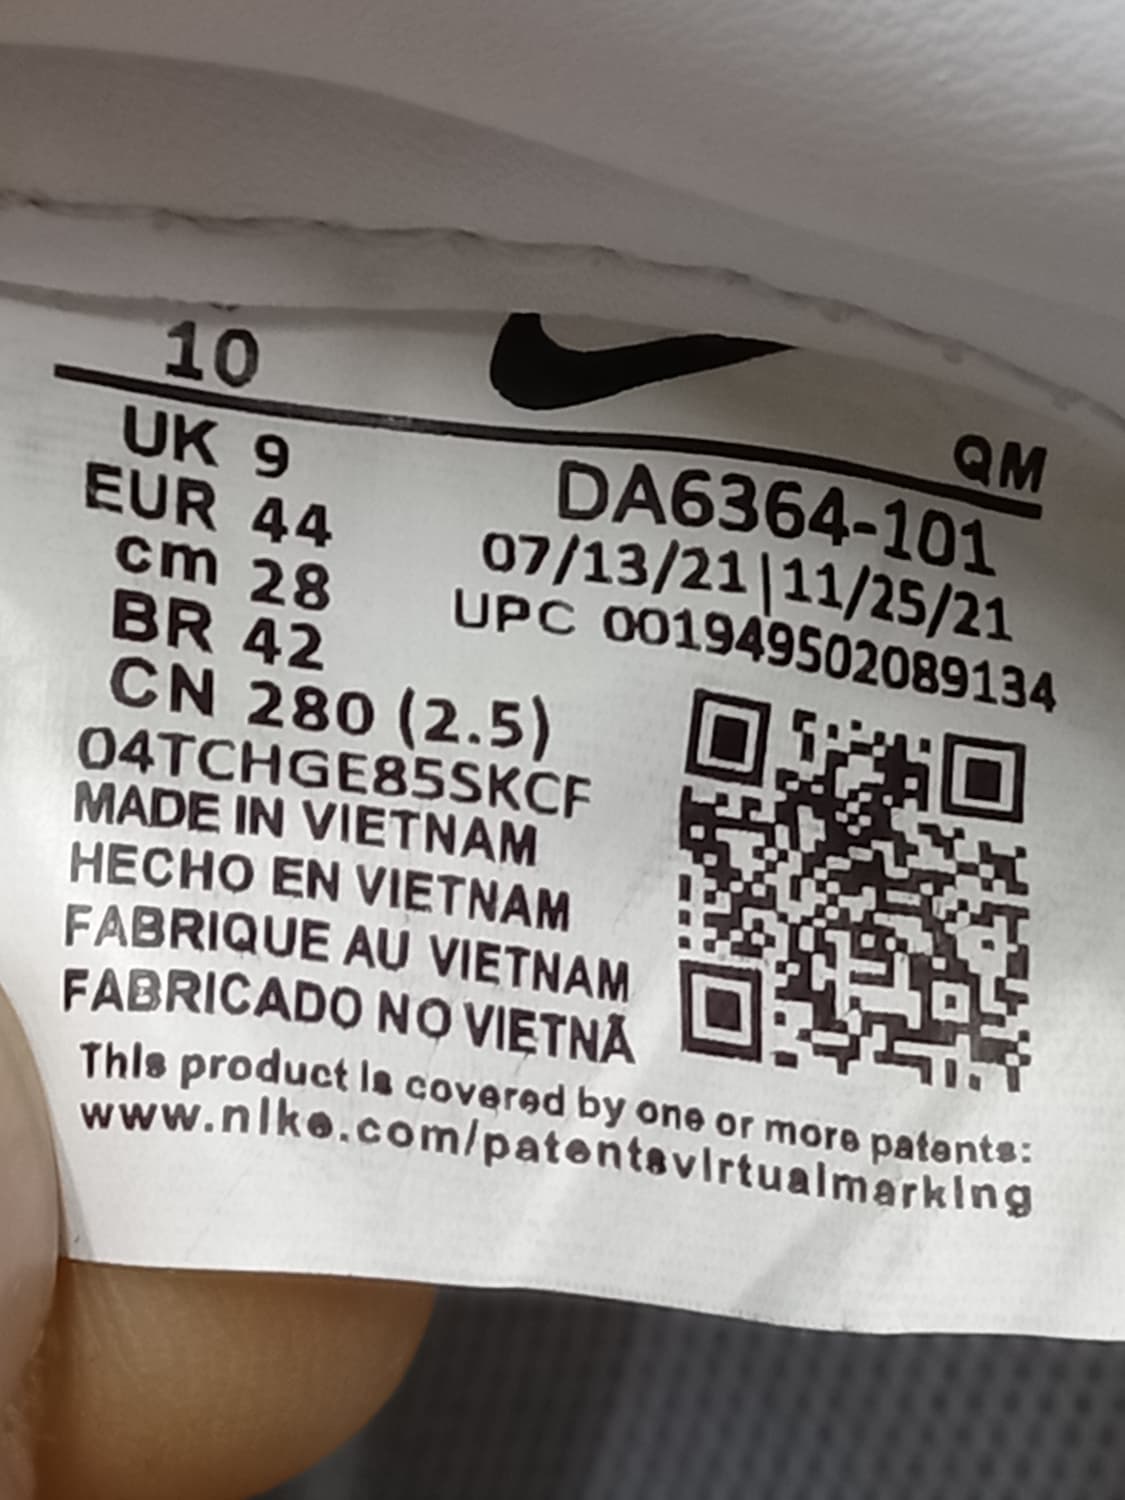 10
QM
UK 9
EUR 44
cm 28
BR 42
CN 280 (2.5)
DA6364-101
07/13/21|11/25/21
UPC 00194950208​9134
04TCHGE85SKCF
MADE IN VIETNAM
HECHO EN VIETNAM
FABRIQUE AU VIETNAM
FABRICADO NO VIETNÃ
This product is covered by one or more patents:
www.nike.com/patentsvirtualmarking